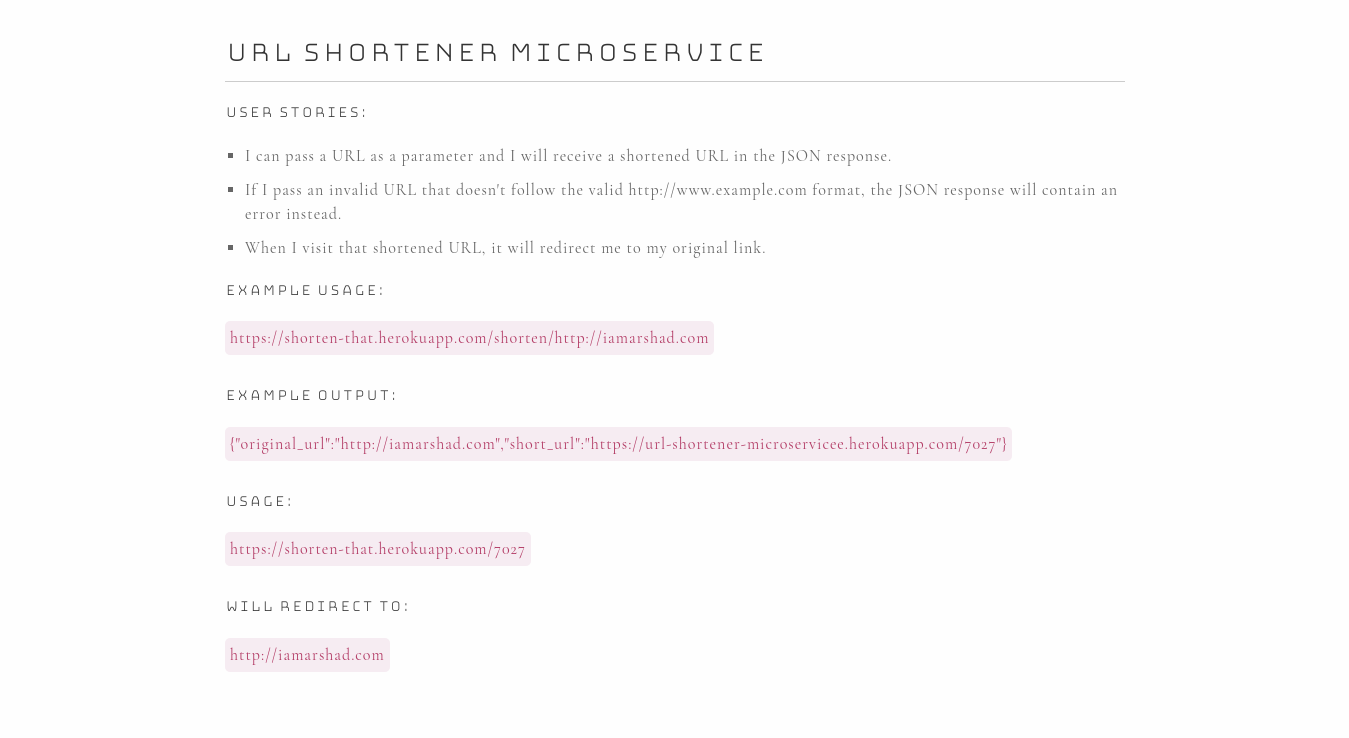 URL SHORTENER MICROSERVICE
USER STORIES:
I can pass a URL as a parameter and I will receive a shortened URL in the JSON response.
If I pass an invalid URL that doesn't follow the valid http://www.example.com format, the JSON response will contain an
error instead.
When I visit that shortened URL, it will redirect me to my original link.
EXAMPLE USAGE:
https://shorten-that.herokuapp.com/shorten/http://iamarshad.com
EXAMPLE OUTPUT:
{"original_url":"http://iamarshad.com","short_url":"https://url-shortener-microservicee.herokuapp.com/7027"}
USAGE:
https://shorten-that.herokuapp.com/7027
WILL REDIRECT TO:
http://iamarshad.com